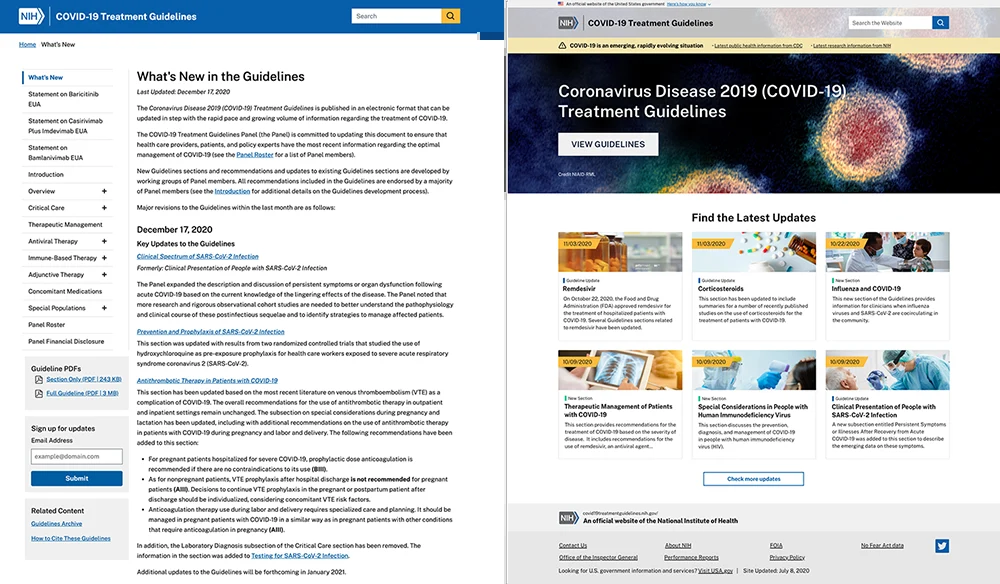 NIH COVID-19 Treatment Guidelines
Search
Home What's New
What's New
Statement on Baricitinib
EUA
Statement on Casirivimab
Plus Imdevimab EUA
Statement on
Bamlanivimab EUA
Introduction
Overview +
Critical Care +
Therapeutic Management
Antiviral Therapy +
Immune-Based Therapy +
Adjunctive Therapy +
Concomitant Medications
Special Populations +
Panel Roster
Panel Financial Disclosure
Guideline PDFs
Section Only (PDF | 243 KB)
Full Guideline (PDF | 3 MB)
Sign up for updates
Email Address
example@domain.com
Submit
Related Content
Guidelines Archive
How to Cite These Guidelines
What's New in the Guidelines
Last Updated: December 17, 2020
The Coronavirus Disease 2019 (COVID-19) Treatment Guidelines is published in an electronic format that can be
updated in step with the rapid pace and growing volume of information regarding the treatment of COVID-19.
The COVID-19 Treatment Guidelines Panel (the Panel) is committed to updating this document to ensure that
health care providers, patients, and policy experts have the most recent information regarding the optimal
management of COVID-19 (see the Panel Roster for a list of Panel members).
New Guidelines sections and recommendations and updates to existing Guidelines sections are developed by
working groups of Panel members. All recommendations included in the Guidelines are endorsed by a majority
of Panel members (see the Introduction for additional details on the Guidelines development process).
Major revisions to the Guidelines within the last month are as follows:
December 17, 2020
Key Updates to the Guidelines
Clinical Spectrum of SARS-CoV-2 Infection
Formerly: Clinical Presentation of People with SARS-CoV-2 Infection
The Panel expanded the description and discussion of persistent symptoms or organ dysfunction following
acute COVID-19 based on the current knowledge of the lingering effects of the disease. The Panel noted that
more research and rigorous observational cohort studies are needed to better understand the pathophysiology
and clinical course of these postinfection sequelae and to identify strategies to manage affected patients.
Prevention and Prophylaxis of SARS-CoV-2 Infection
This section was updated with results from two randomized controlled trials that studied the use of
hydroxychloroquine as pre-exposure prophylaxis for health care workers exposed to severe acute respiratory
syndrome coronavirus 2 (SARS-CoV-2).
Antithrombotic Therapy in Patients with COVID-19
This section has been updated based on the most recent literature on venous thromboembolism (VTE) as a
complication of COVID-19. The overall recommendations for the use of antithrombotic therapy in outpatient
and inpatient settings remain unchanged. The subsection on special considerations during pregnancy and
lactation has been updated, including with additional recommendations on the use of antithrombotic therapy
in patients with COVID-19 during pregnancy and labor and delivery. The following recommendations have been
added to this section:
• For pregnant patients hospitalized for severe COVID-19, prophylactic dose anticoagulation is
recommended if there are no contraindications to its use (BIII).
• As for nonpregnant patients, VTE prophylaxis after hospital discharge is not recommended for pregnant
patients (AIII). Decisions to continue VTE prophylaxis in the pregnant or postpartum patient after
discharge should be individualized, considering concomitant VTE risk factors.
• Anticoagulation therapy use during labor and delivery requires specialized care and planning. It should be
managed in pregnant patients with COVID-19 in a similar way as in pregnant patients with other conditions
that require anticoagulation in pregnancy (AIII).
In addition, the Laboratory Diagnosis subsection of the Critical Care section has been removed. The
information in the section was added to Testing for SARS-CoV-2 Infection.
Additional updates to the Guidelines will be forthcoming in January 2021.
An official website of the United States government Here's how you know
NIH COVID-19 Treatment Guidelines
Search the Website
COVID-19 is an emerging, rapidly evolving situation • Latest public health information from CDC • Latest research information from NIH
Coronavirus Disease 2019 (COVID-19)
Treatment Guidelines
VIEW GUIDELINES
Credit NIAID-RML
Find the Latest Updates
11/03/2020
Guideline Update
Remdesivir
On October 22, 2020, the Food and Drug
Administration (FDA) approved remdesivir for
the treatment of hospitalized patients with
COVID-19. Several Guidelines sections related
to remdesivir have been updated.
11/03/2020
Guideline Update
Corticosteroids
This section has been updated to include
summaries for a number of recently published
studies on the use of corticosteroids for the
treatment of patients with COVID-19.
10/22/2020
New Section
Influenza and COVID-19
This new section of the Guidelines provides
information for clinicians when influenza
viruses and SARS-CoV-2 are cocirculating in
the community.
10/09/2020
New Section
Therapeutic Management of Patients
with COVID-19
This section provides recommendations for the
treatment of COVID-19 based on the severity of
disease. It includes recommendations for the
use of remdesivir, an antiviral agent...
10/09/2020
New Section
Special Considerations in People with
Human Immunodeficiency Virus
This section discusses the prevention,
diagnosis, and management of COVID-19
in people with human immunodeficiency
virus (HIV).
10/09/2020
Guideline Update
Clinical Presentation of People with
SARS-CoV-2 Infection
A new subsection entitled Persistent Symptoms
or Illnesses After Recovery from Acute
COVID-19 was added to this section to describe
the emerging data on these symptoms.
Check more updates
NIH covid19treatmentguidelines.nih.gov/
An official website of the National Institute of Health
Contact Us About NIH FOIA No Fear Act data
Office of the Inspector General Performance Reports Privacy Policy
Looking for U.S. government information and services? Visit USA.gov | Site Updated: July 8, 2020